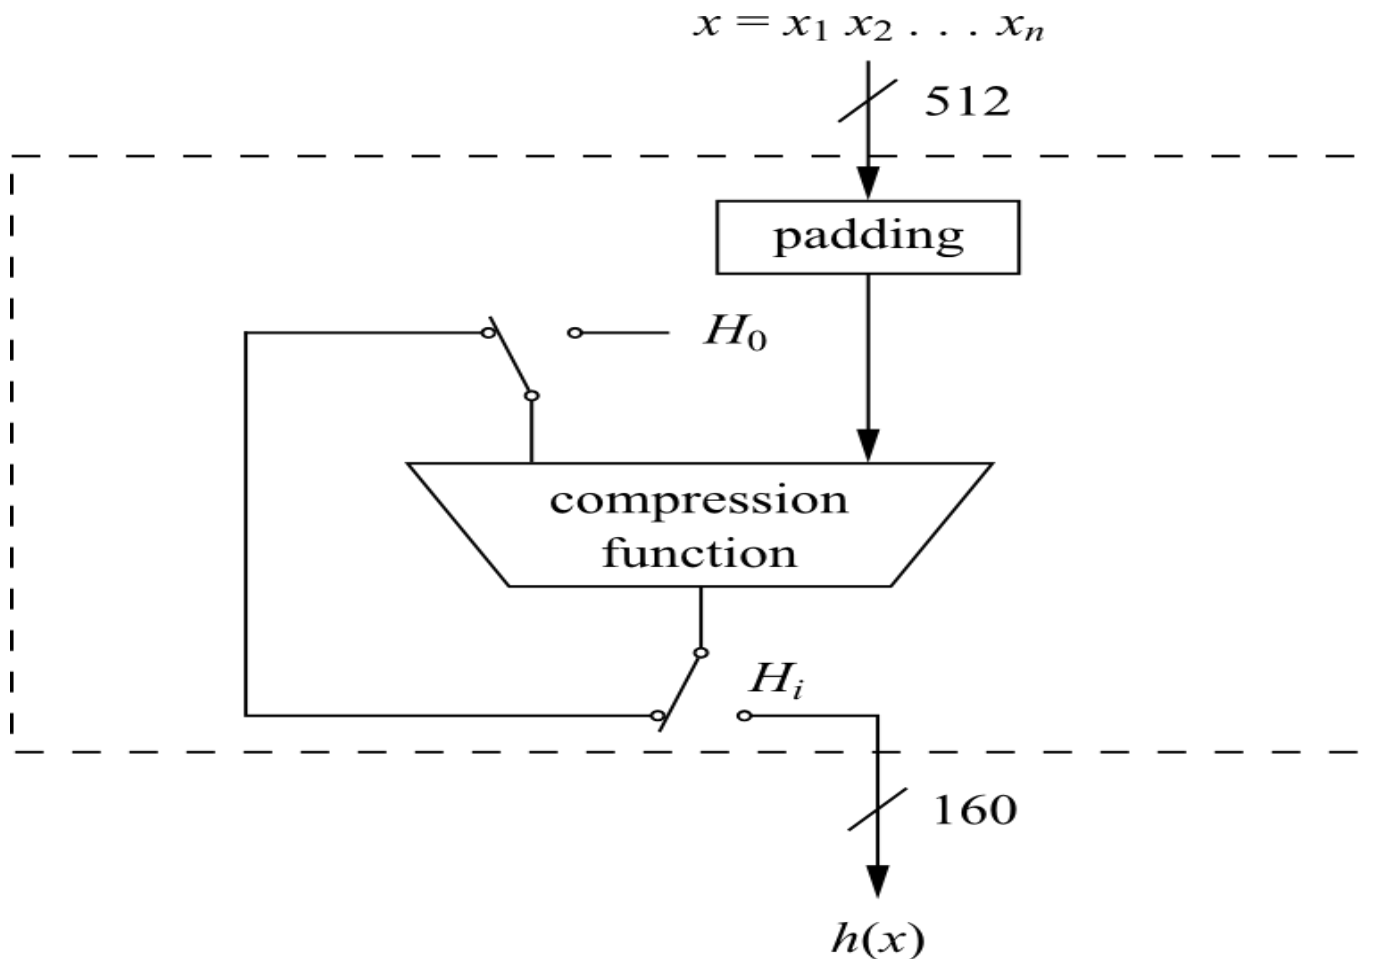 x = x₁ x₂ . . . xₙ
512
padding
H₀
compression
function
Hᵢ
160
h(x)